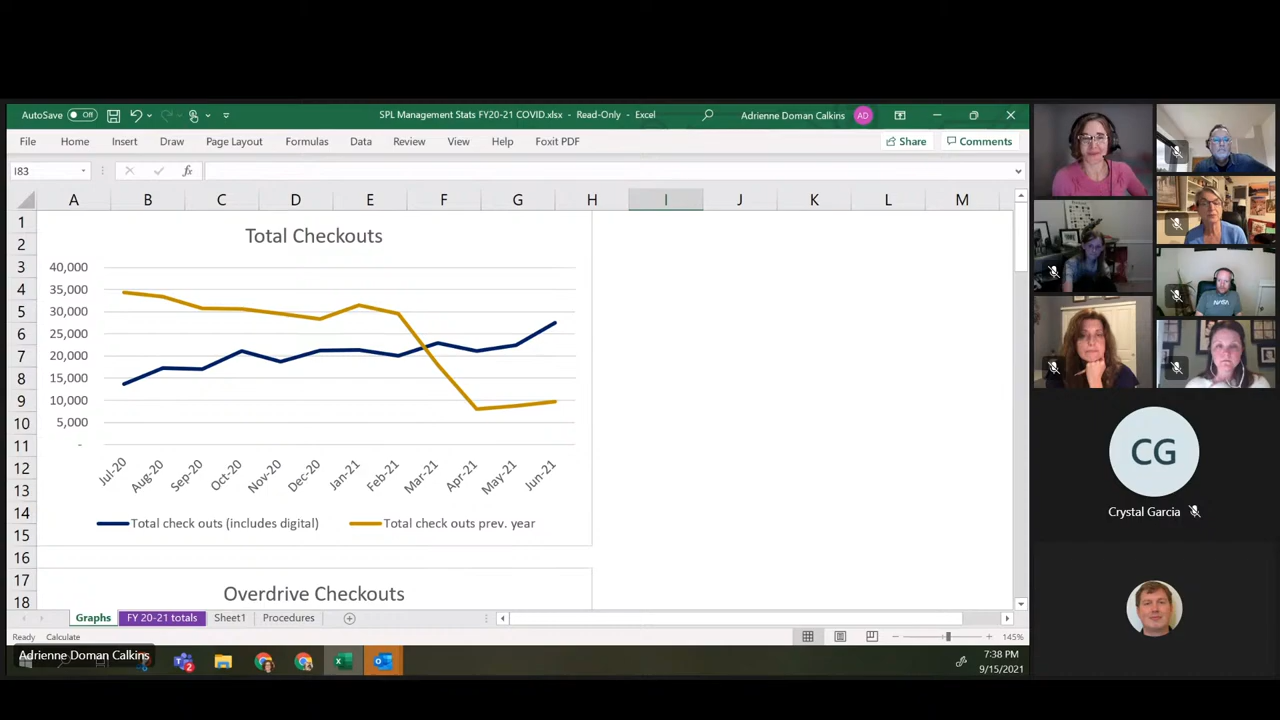 AutoSave Off
SPL Management Stats FY20-21 COVID.xlsx - Read-Only - Excel
Adrienne Doman Calkins AD
File Home Insert Draw Page Layout Formulas Data Review View Help Foxit PDF
Share Comments
I83
fx
A B C D E F G H I J K L M
1
2
3
4
5
6
7
8
9
10
11
12
13
14
15
16
17
18
Total Checkouts
40,000
35,000
30,000
25,000
20,000
15,000
10,000
5,000
-
Jul-20 Aug-20 Sep-20 Oct-20 Nov-20 Dec-20 Jan-21 Feb-21 Mar-21 Apr-21 May-21 Jun-21
Total check outs (includes digital) Total check outs prev. year
Overdrive Checkouts
Graphs FY 20-21 totals Sheet1 Procedures
Ready Calculate
145%
Adrienne Doman Calkins
2
7:38 PM
9/15/2021
NASA
CG
Crystal Garcia